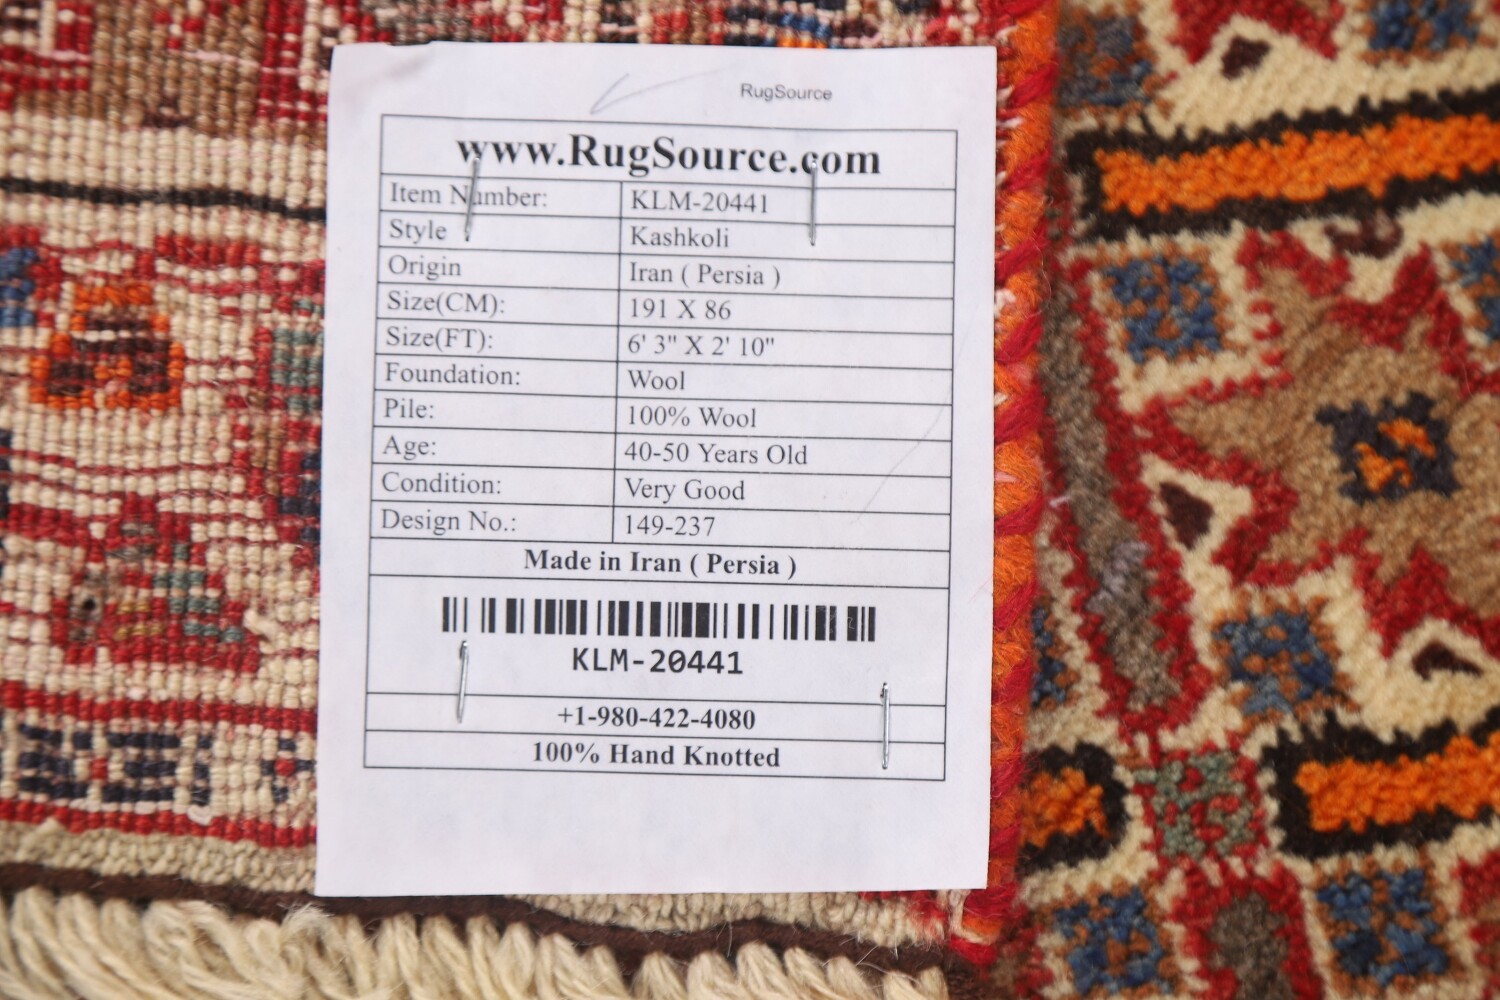 RugSource
www.RugSource.com
Item Number: KLM-20441
Style Kashkoli
Origin Iran ( Persia )
Size(CM): 191 X 86
Size(FT): 6' 3" X 2' 10"
Foundation: Wool
Pile: 100% Wool
Age: 40-50 Years Old
Condition: Very Good
Design No.: 149-237
Made in Iran ( Persia )
KLM-20441
+1-980-422-4080
100% Hand Knotted